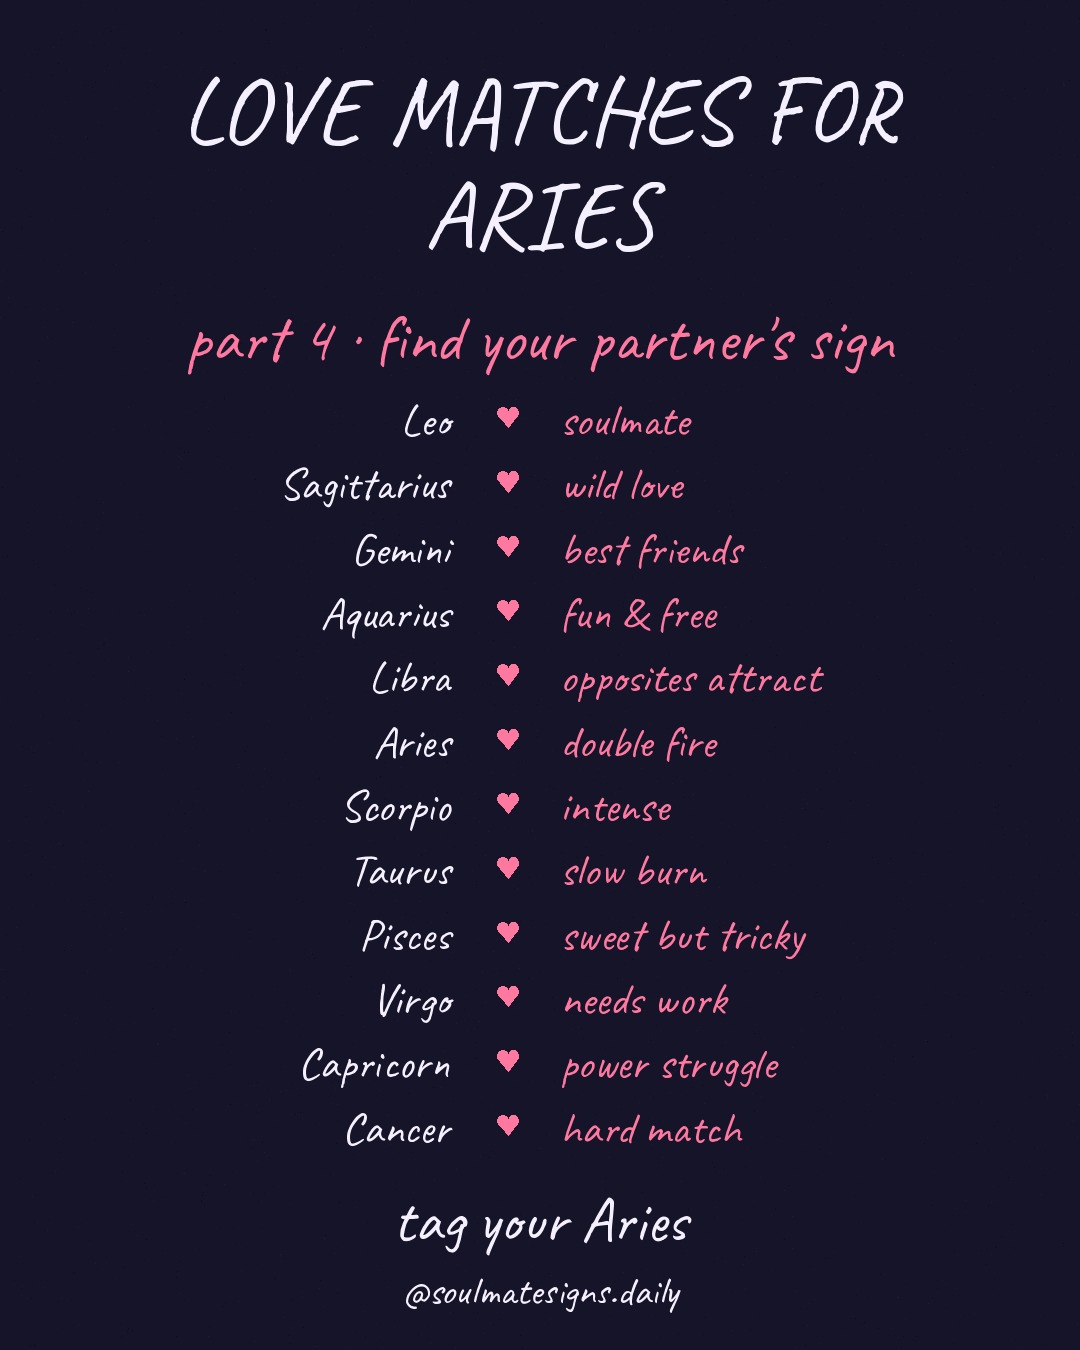 LOVE MATCHES FOR
ARIES
part 4 · find your partner's sign
Leo ♥ soulmate
Sagittarius ♥ wild love
Gemini ♥ best friends
Aquarius ♥ fun & free
Libra ♥ opposites attract
Aries ♥ double fire
Scorpio ♥ intense
Taurus ♥ slow burn
Pisces ♥ sweet but tricky
Virgo ♥ needs work
Capricorn ♥ power struggle
Cancer ♥ hard match
tag your Aries
@soulmatesigns.daily